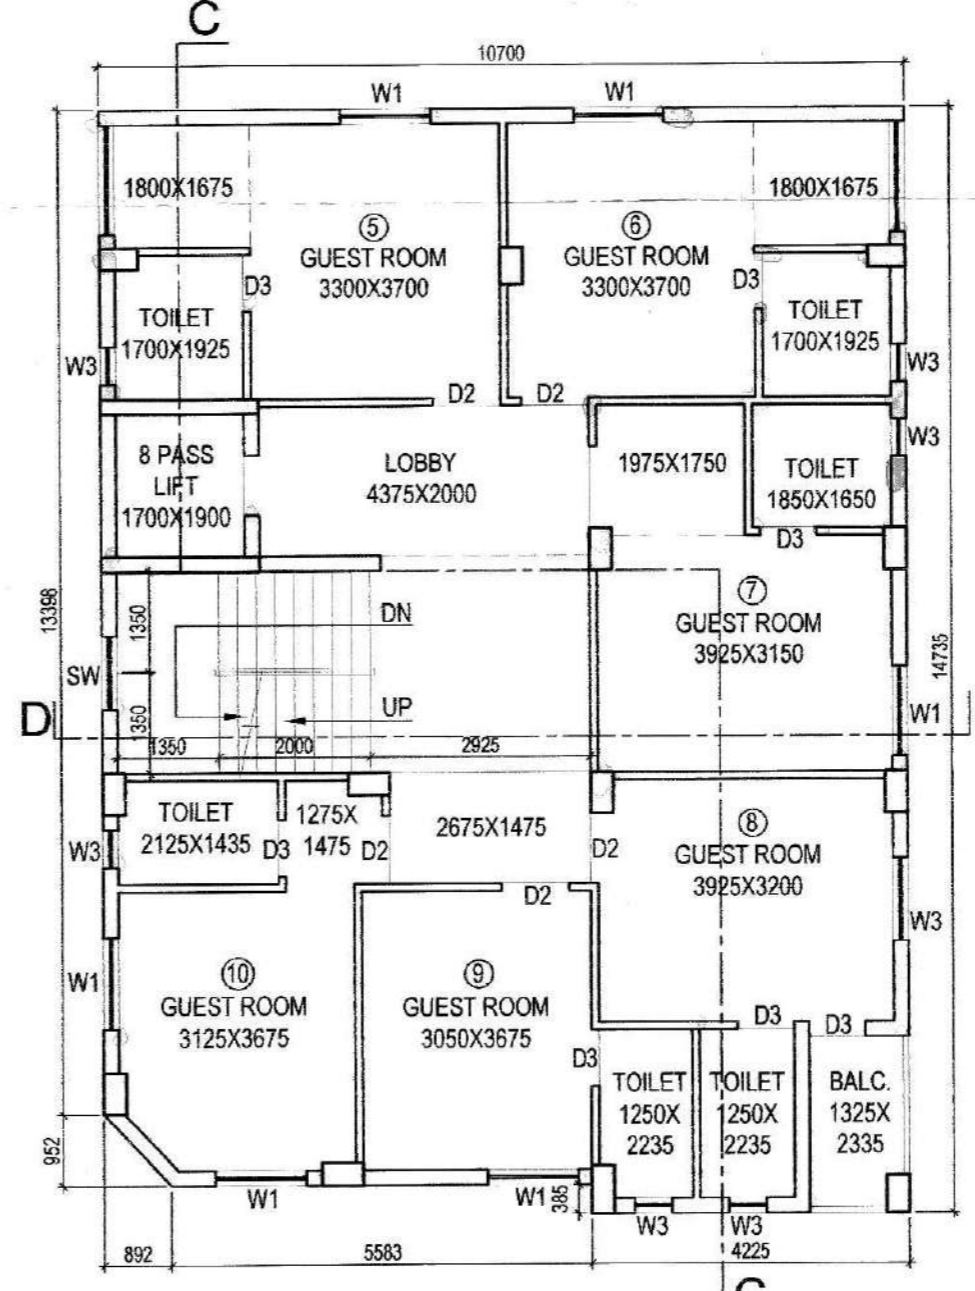 C
10700
W1
W1
1800X1675
1800X1675
5
GUEST ROOM
3300X3700
6
GUEST ROOM
3300X3700
D3
D3
TOILET
1700X1925
TOILET
1700X1925
W3
W3
D2
D2
W3
8 PASS
LIFT
1700X1900
LOBBY
4375X2000
1975X1750
TOILET
1850X1650
D3
13398
1350
DN
7
GUEST ROOM
3925X3150
14735
SW
1350
UP
D
W1
1350
2000
2925
TOILET
2125X1435
1275X
1475
2675X1475
8
GUEST ROOM
3925X3200
W3
D3
D2
D2
D2
W3
10
GUEST ROOM
3125X3675
9
GUEST ROOM
3050X3675
W1
D3
D3
D3
TOILET
1250X
2235
TOILET
1250X
2235
BALC.
1325X
2335
952
W1
W1
385
W3
W3
892
5583
4225
C